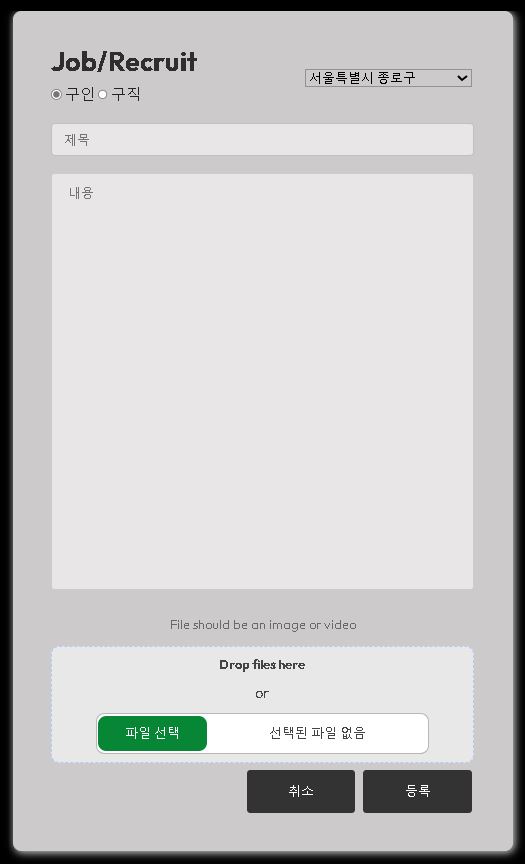 Job/Recruit
서울특별시 종로구
구인 구직
제목
내용
File should be an image or video
Drop files here
or
파일 선택 선택된 파일 없음
취소 등록